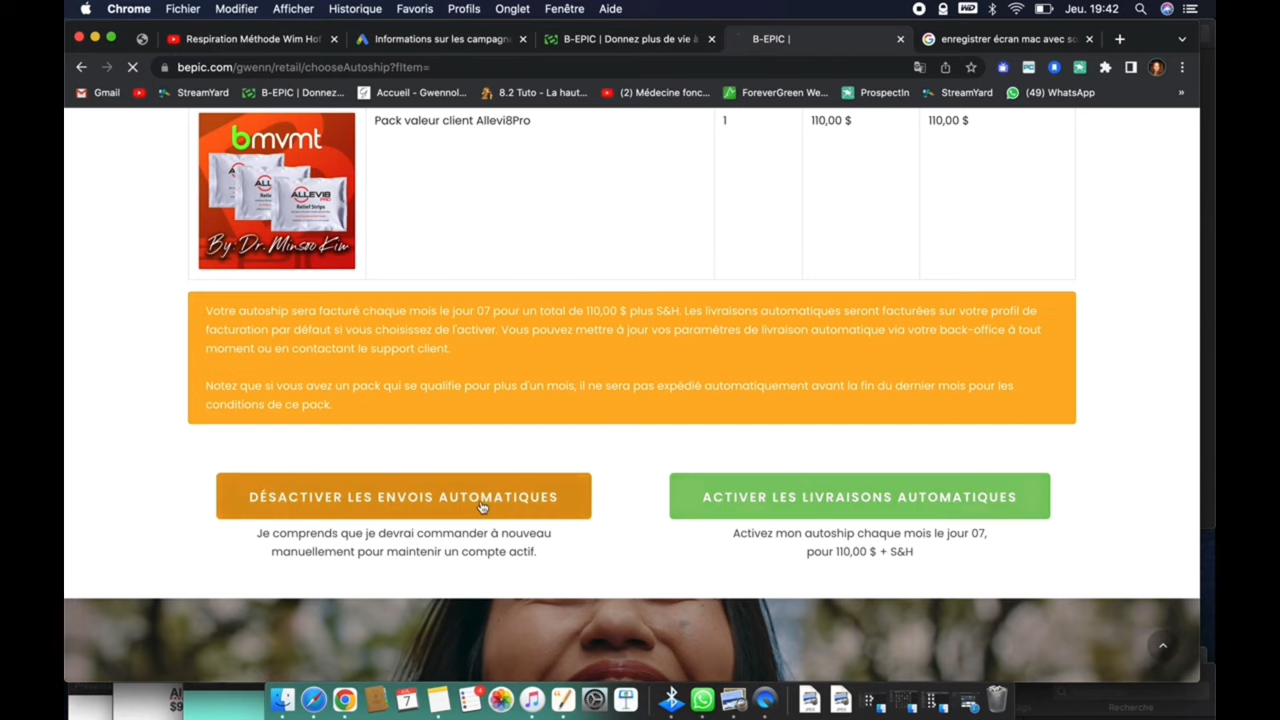 Chrome Fichier Modifier Afficher Historique Favoris Profils Onglet Fenêtre Aide WD Jeu. 19:42
Respiration Méthode Wim Hof Informations sur les campagne B-EPIC | Donnez plus de vie à B-EPIC | enregistrer écran mac avec so
bepic.com/gwenn/retail/chooseAutoship?fItem=
Gmail StreamYard B-EPIC | Donnez... Accueil - Gwennol... 8.2 Tuto - La haut... (2) Médecine fonc... ForeverGreen We... ProspectIn StreamYard (49) WhatsApp »
bmvmt
ALLEVI8
PRO
Relief Strips
By: Dr. Minsoo Kim
Pack valeur client Allevi8Pro 1 110,00 $ 110,00 $
Votre autoship sera facturé chaque mois le jour 07 pour un total de 110,00 $ plus S&H. Les livraisons automatiques seront facturées sur votre profil de
facturation par défaut si vous choisissez de l'activer. Vous pouvez mettre à jour vos paramètres de livraison automatique via votre back-office à tout
moment ou en contactant le support client.
Notez que si vous avez un pack qui se qualifie pour plus d'un mois, il ne sera pas expédié automatiquement avant la fin du dernier mois pour les
conditions de ce pack.
DÉSACTIVER LES ENVOIS AUTOMATIQUES
Je comprends que je devrai commander à nouveau
manuellement pour maintenir un compte actif.
ACTIVER LES LIVRAISONS AUTOMATIQUES
Activez mon autoship chaque mois le jour 07,
pour 110,00 $ + S&H
Recherche